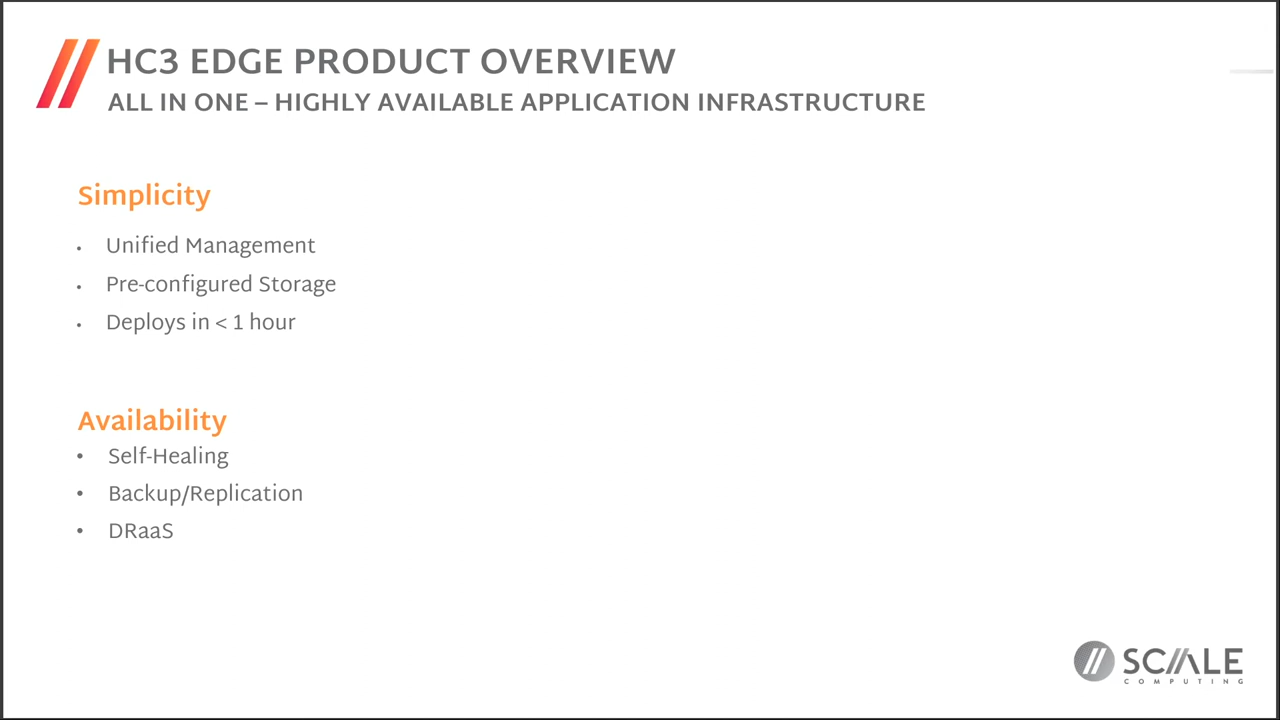 HC3 EDGE PRODUCT OVERVIEW
ALL IN ONE – HIGHLY AVAILABLE APPLICATION INFRASTRUCTURE
Simplicity
• Unified Management
• Pre-configured Storage
• Deploys in < 1 hour
Availability
• Self-Healing
• Backup/Replication
• DRaaS
SCALE
COMPUTING